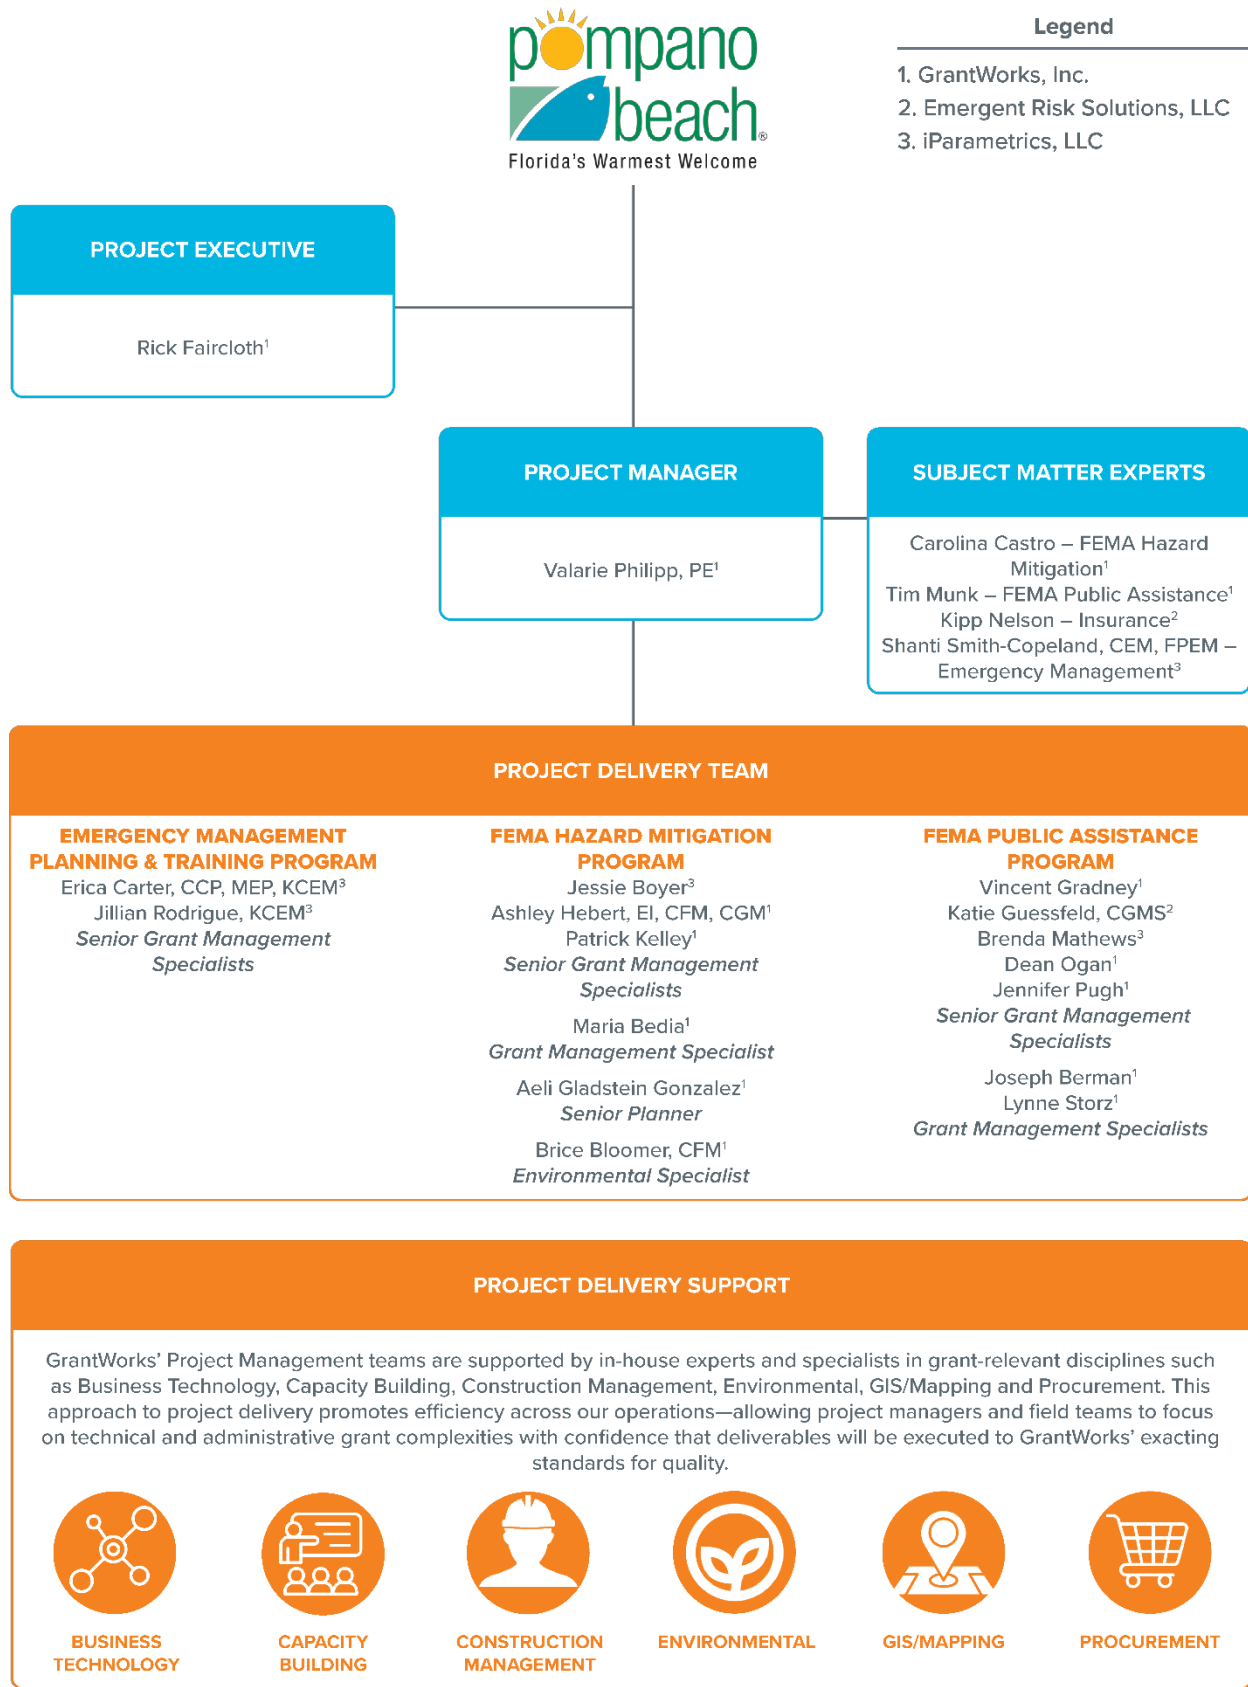 pompano
beach®
Florida's Warmest Welcome
Legend
1. GrantWorks, Inc.
2. Emergent Risk Solutions, LLC
3. iParametrics, LLC
PROJECT EXECUTIVE
Rick Faircloth¹
PROJECT MANAGER
Valarie Philipp, PE¹
SUBJECT MATTER EXPERTS
Carolina Castro – FEMA Hazard
Mitigation¹
Tim Munk – FEMA Public Assistance¹
Kipp Nelson – Insurance²
Shanti Smith-Copeland, CEM, FPEM –
Emergency Management³
PROJECT DELIVERY TEAM
EMERGENCY MANAGEMENT
PLANNING & TRAINING PROGRAM
Erica Carter, CCP, MEP, KCEM³
Jillian Rodrigue, KCEM³
Senior Grant Management
Specialists
FEMA HAZARD MITIGATION
PROGRAM
Jessie Boyer³
Ashley Hebert, EI, CFM, CGM¹
Patrick Kelley¹
Senior Grant Management
Specialists
Maria Bedia¹
Grant Management Specialist
Aeli Gladstein Gonzalez¹
Senior Planner
Brice Bloomer, CFM¹
Environmental Specialist
FEMA PUBLIC ASSISTANCE
PROGRAM
Vincent Gradney¹
Katie Guessfeld, CGMS²
Brenda Mathews³
Dean Ogan¹
Jennifer Pugh¹
Senior Grant Management
Specialists
Joseph Berman¹
Lynne Storz¹
Grant Management Specialists
PROJECT DELIVERY SUPPORT
GrantWorks' Project Management teams are supported by in-house experts and specialists in grant-relevant disciplines such
as Business Technology, Capacity Building, Construction Management, Environmental, GIS/Mapping and Procurement. This
approach to project delivery promotes efficiency across our operations—allowing project managers and field teams to focus
on technical and administrative grant complexities with confidence that deliverables will be executed to GrantWorks' exacting
standards for quality.
BUSINESS
TECHNOLOGY
CAPACITY
BUILDING
CONSTRUCTION
MANAGEMENT
ENVIRONMENTAL
GIS/MAPPING
PROCUREMENT